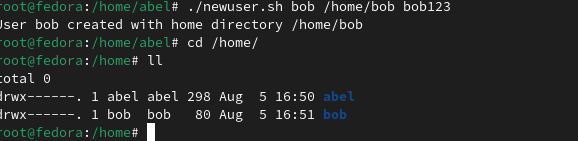 root@fedora:/home/abel# ./newuser.sh bob /home/bob bob123
User bob created with home directory /home/bob
root@fedora:/home/abel# cd /home/
root@fedora:/home# ll
total 0
drwx------. 1 abel abel 298 Aug  5 16:50 abel
drwx------. 1 bob  bob   80 Aug  5 16:51 bob
root@fedora:/home#